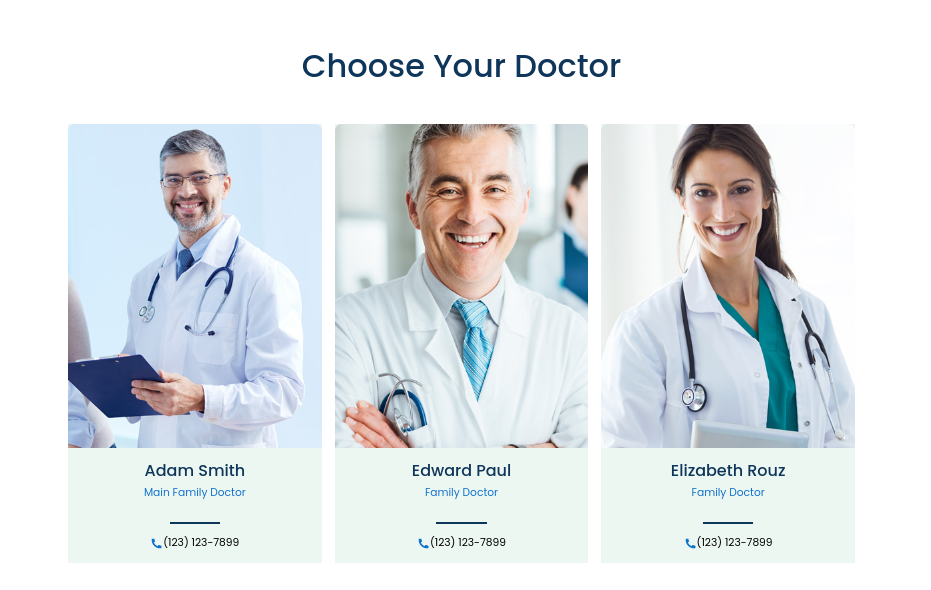 Choose Your Doctor
Adam Smith
Main Family Doctor
(123) 123-7899
Edward Paul
Family Doctor
(123) 123-7899
Elizabeth Rouz
Family Doctor
(123) 123-7899